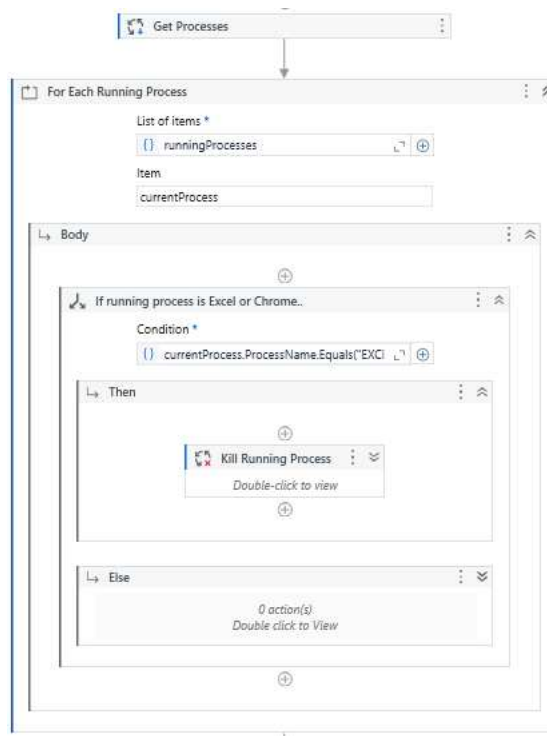 Get Processes
For Each Running Process
List of items *
runningProcesses
Item
currentProcess
Body
If running process is Excel or Chrome..
Condition *
currentProcess.ProcessName.Equals("EXCI
Then
Kill Running Process
Double-click to view
Else
0 action(s)
Double click to View